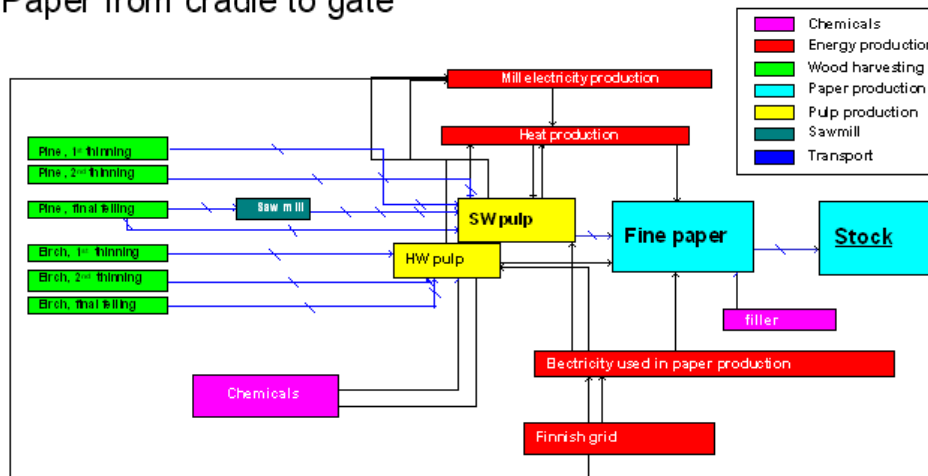 Paper from cradle to gate
Chemicals
Energy production
Wood harvesting
Paper production
Pulp production
Sawmill
Transport
Mill electricity production
Heat production
Pine, 1st thinning
Pine, 2nd thinning
Pine, final felling
Saw mill
SW pulp
Fine paper
Stock
Birch, 1st thinning
HW pulp
Birch, 2nd thinning
Birch, final felling
filler
Electricity used in paper production
Chemicals
Finnish grid